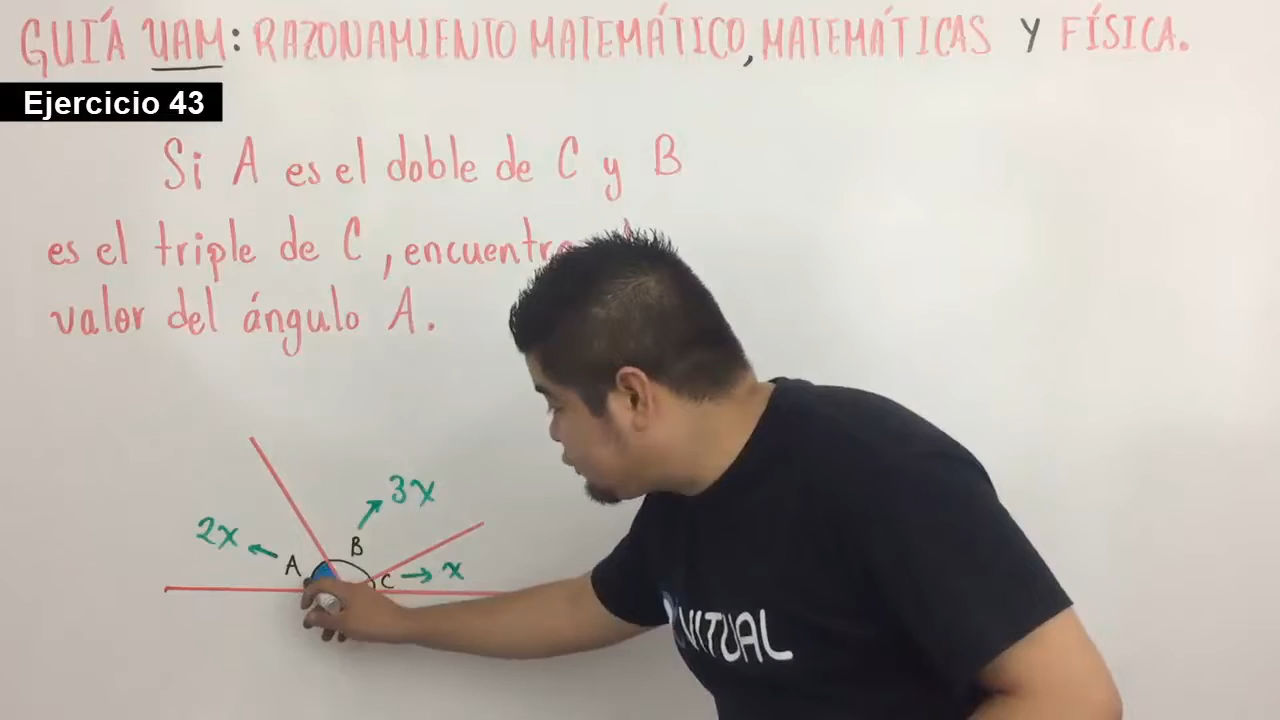 GUÍA UAM: RAZONAMIENTO MATEMÁTICO, MATEMÁTICAS Y FÍSICA.
Ejercicio 43
Si A es el doble de C y B
es el triple de C, encuentra
valor del ángulo A.
3x
2x
B
A
C
x
VITUAL